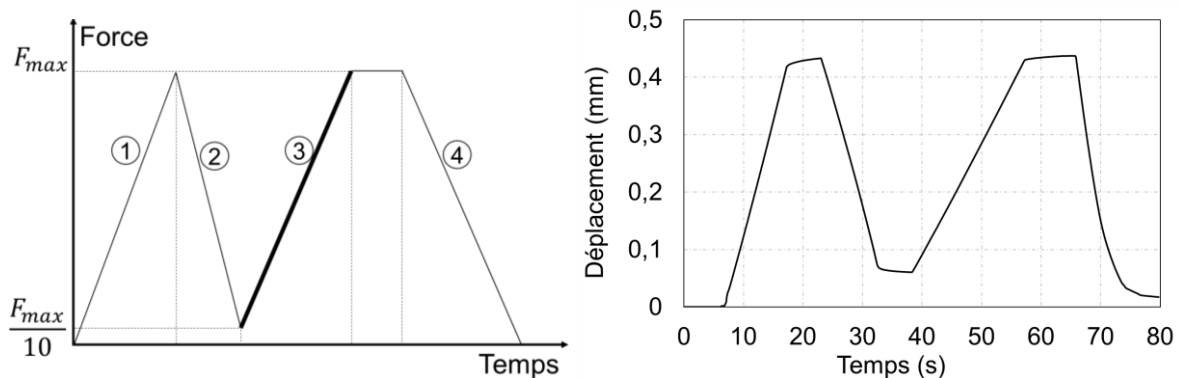 Force
F_max
① ② ③ ④
F_max
10
Temps
Déplacement (mm)
0,5
0,4
0,3
0,2
0,1
0
0 10 20 30 40 50 60 70 80
Temps (s)